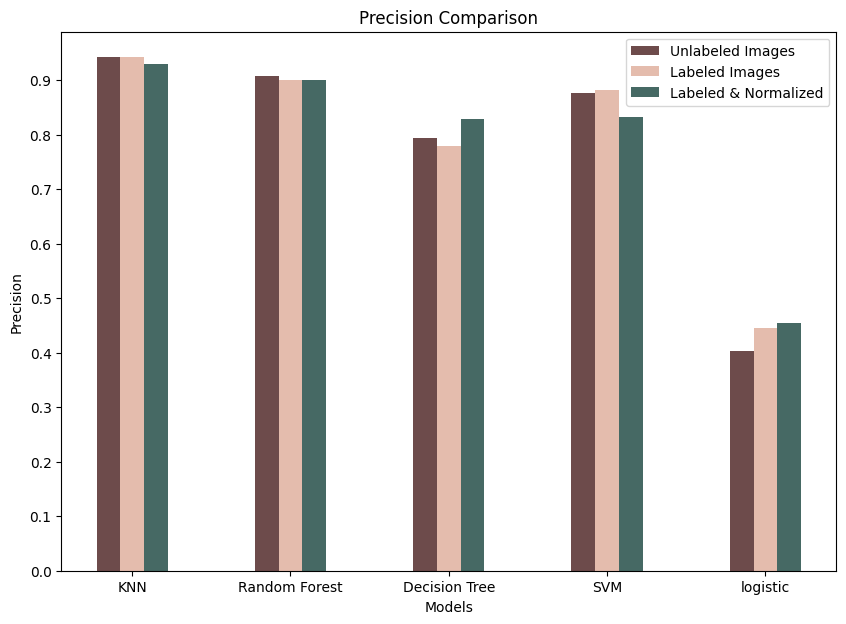 Precision Comparison
Unlabeled Images
Labeled Images
Labeled & Normalized
Precision
0.9
0.8
0.7
0.6
0.5
0.4
0.3
0.2
0.1
0.0
KNN
Random Forest
Decision Tree
SVM
logistic
Models